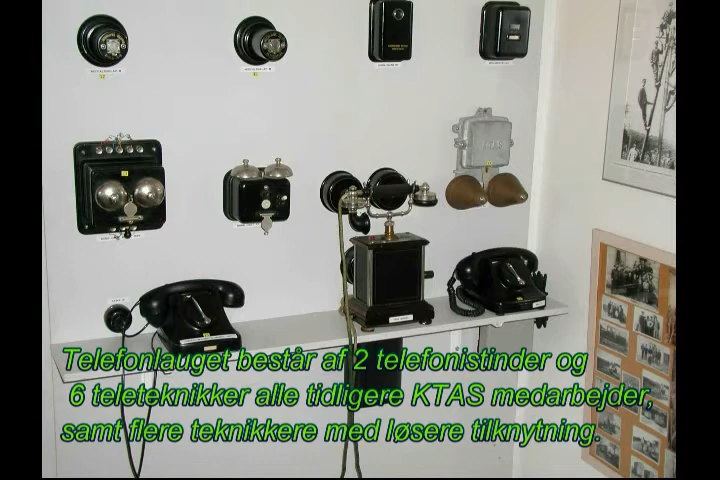 Telefonlauget består af 2 telefonistinder og
6 teleteknikker alle tidligere KTAS medarbejder,
samt flere teknikkere med løsere tilknytning.